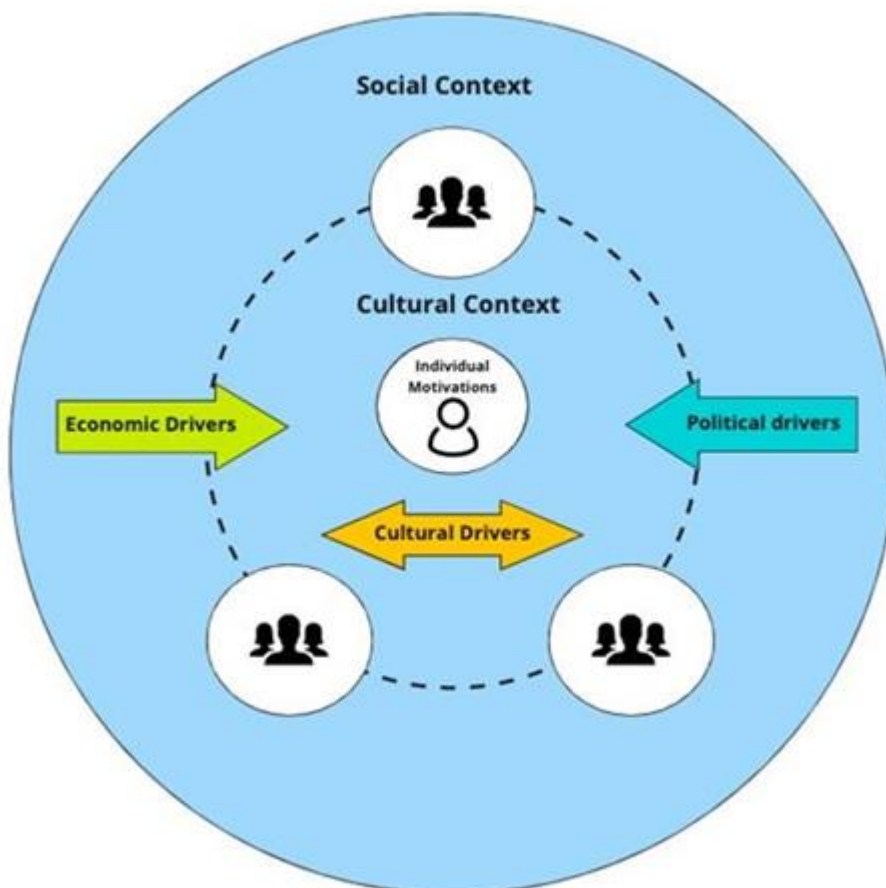 Social Context
Cultural Context
Individual
Motivations
Economic Drivers
Political drivers
Cultural Drivers